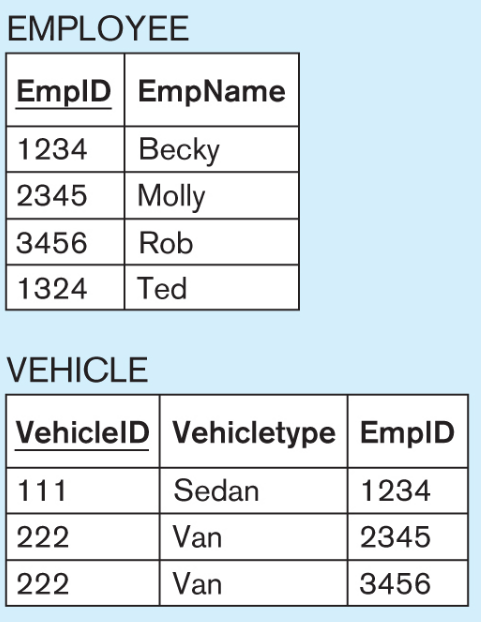 EMPLOYEE
EmpID EmpName
1234 Becky
2345 Molly
3456 Rob
1324 Ted
VEHICLE
VehicleID Vehicletype EmpID
111 Sedan 1234
222 Van 2345
222 Van 3456